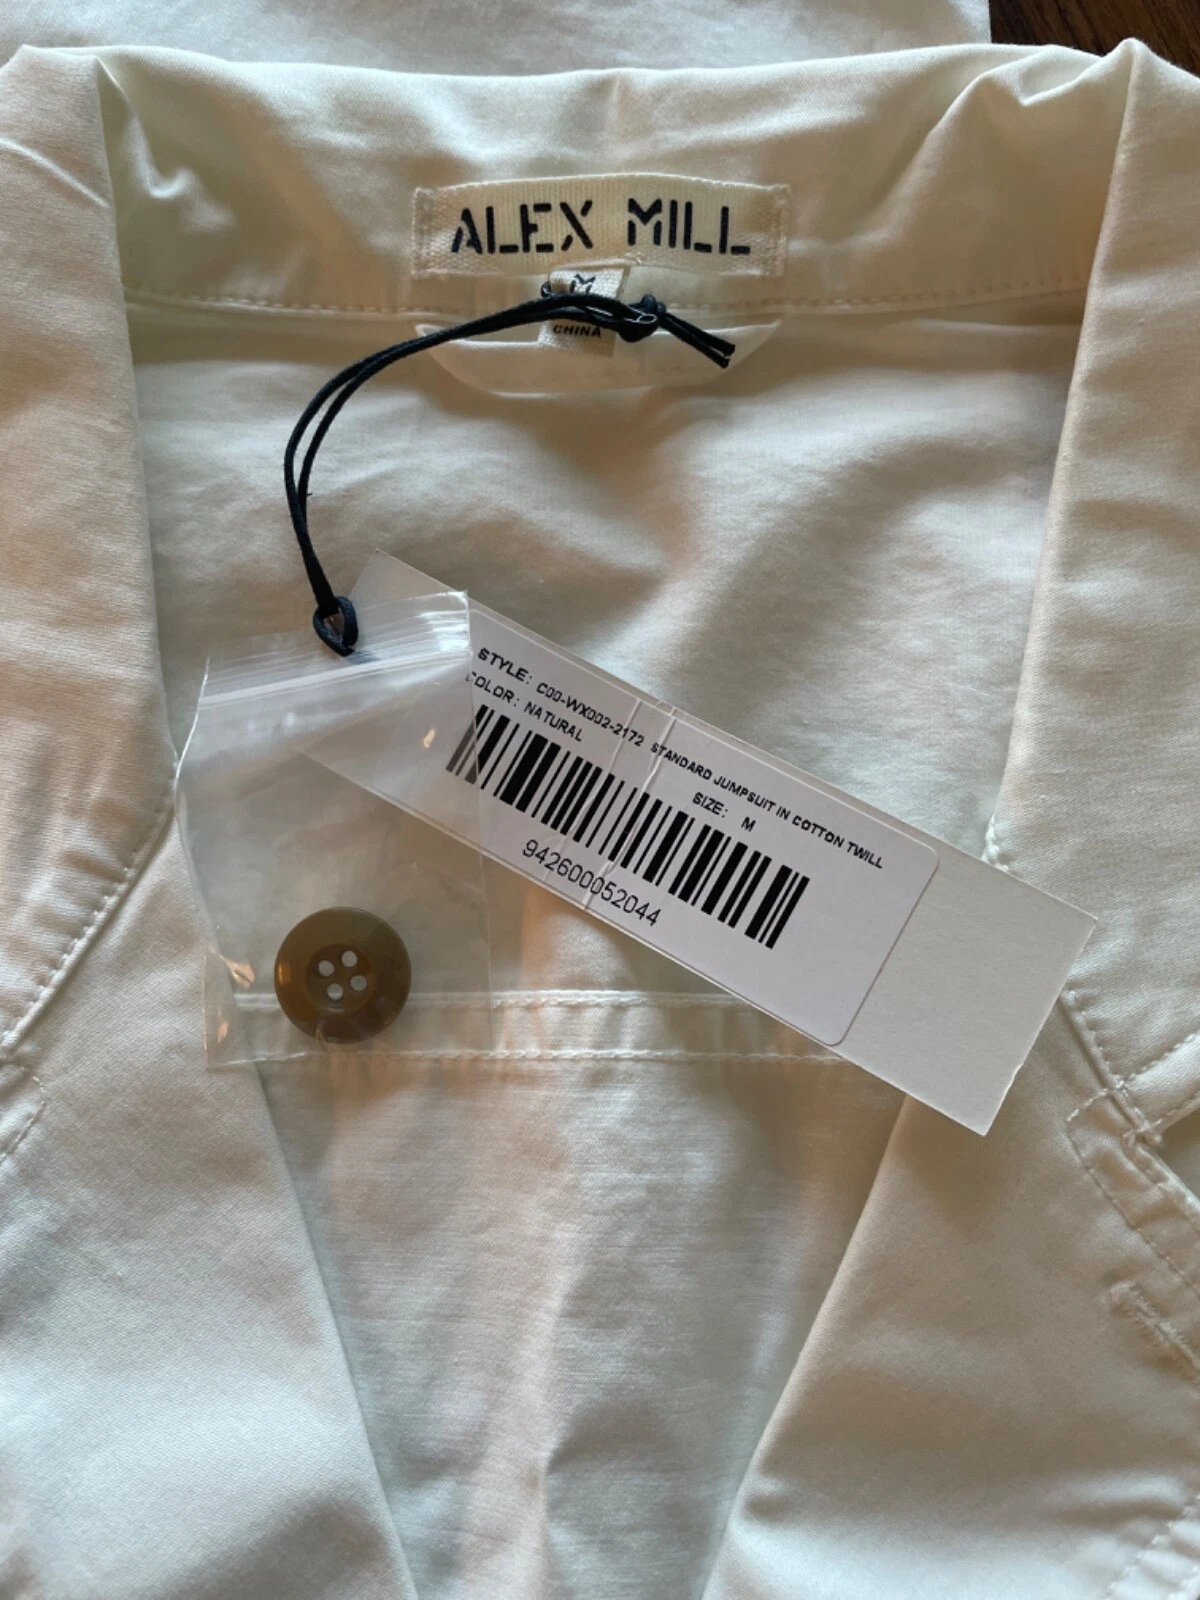 ALEX MILL
M
CHINA
STYLE: C00-WX002-2172 STANDARD JUMPSUIT IN COTTON TWILL
COLOR: NATURAL SIZE: M
942600052044